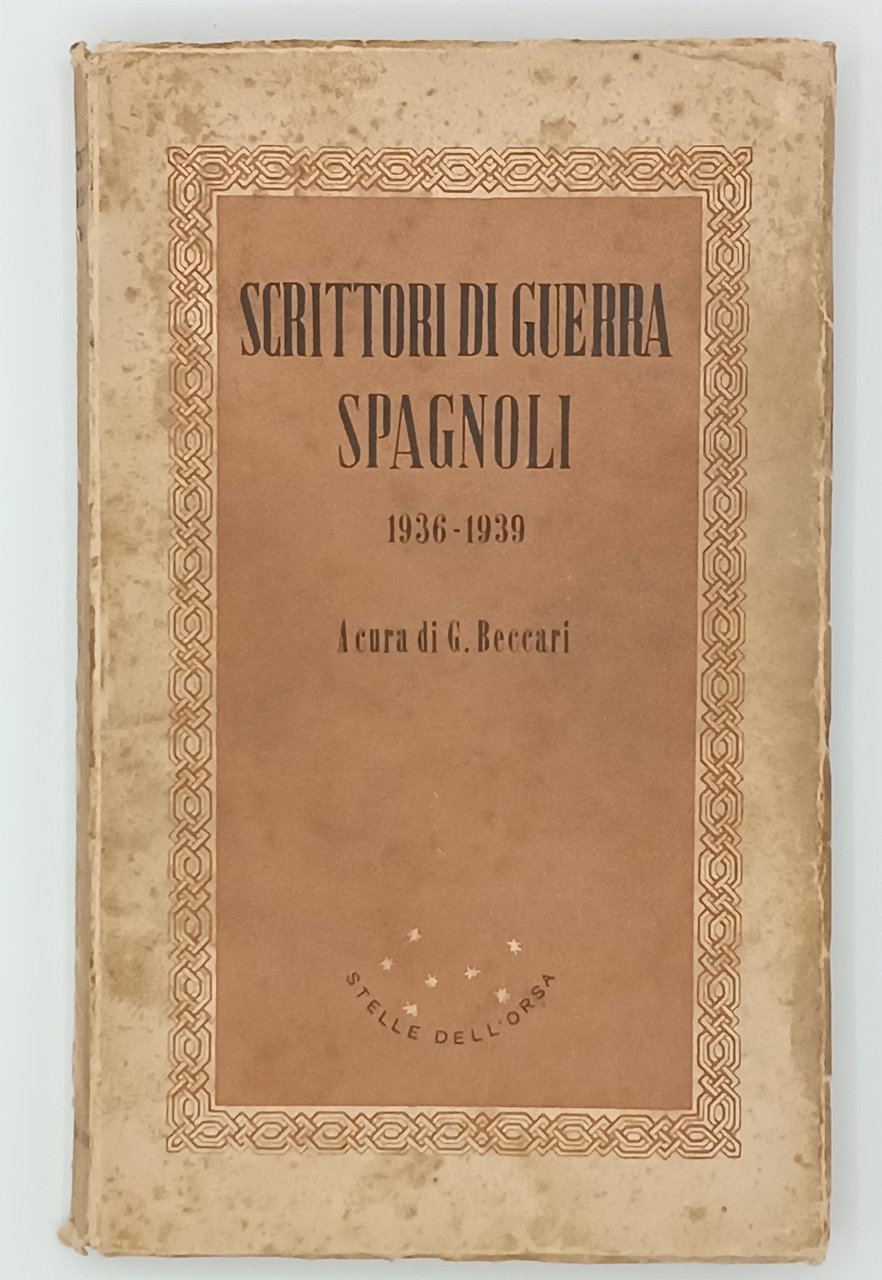 SCRITTORI DI GUERRA
SPAGNOLI
1936-1939
A cura di G. Beccari
STELLE DELL'ORSA